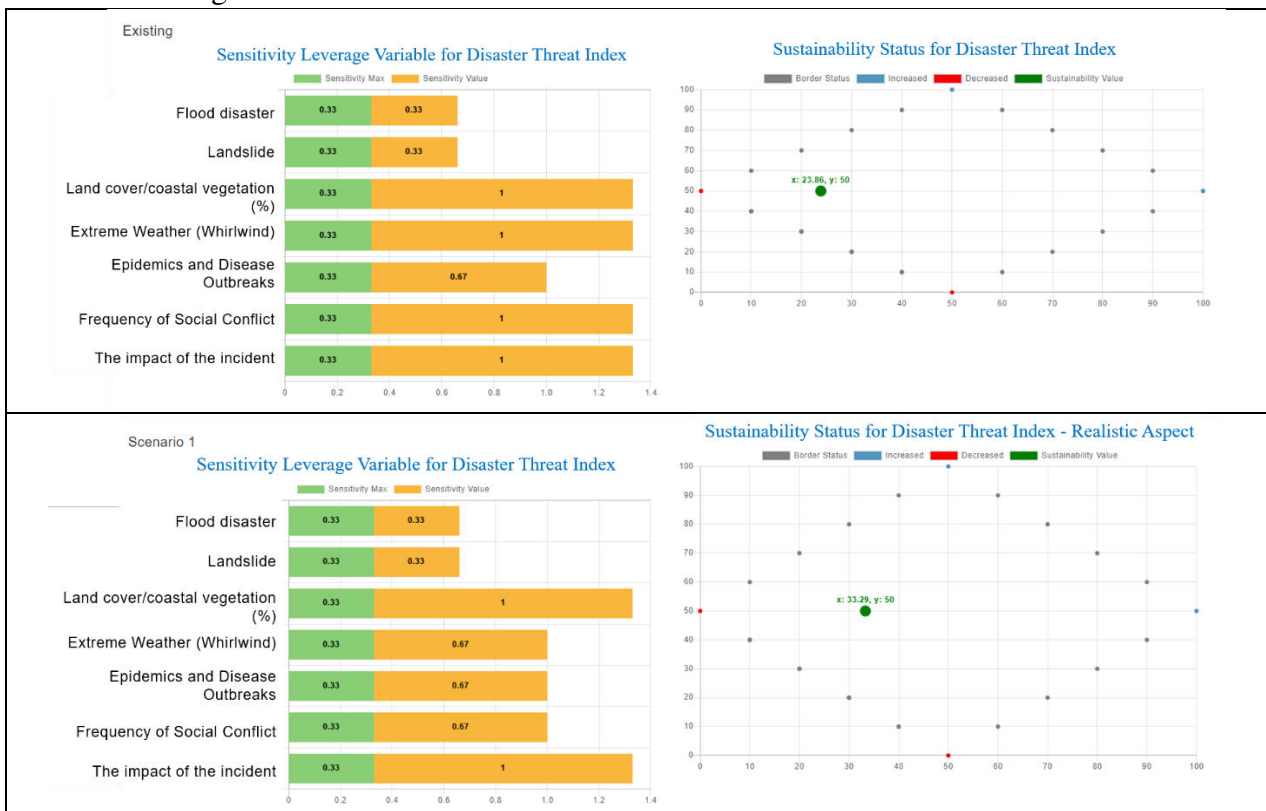 Existing
Sensitivity Leverage Variable for Disaster Threat Index
Sensitivity Max Sensitivity Value
Flood disaster 0.33 0.33
Landslide 0.33 0.33
Land cover/coastal vegetation
(%) 0.33 1
Extreme Weather (Whirlwind) 0.33 1
Epidemics and Disease
Outbreaks 0.33 0.67
Frequency of Social Conflict 0.33 1
The impact of the incident 0.33 1
0 0.2 0.4 0.6 0.8 1.0 1.2 1.4
Sustainability Status for Disaster Threat Index
Border Status Increased Decreased Sustainability Value
100
90
80
70
60
50
40
30
20
10
0
x: 23.86, y: 50
0 10 20 30 40 50 60 70 80 90 100
Scenario 1
Sensitivity Leverage Variable for Disaster Threat Index
Sensitivity Max Sensitivity Value
Flood disaster 0.33 0.33
Landslide 0.33 0.33
Land cover/coastal vegetation
(%) 0.33 1
Extreme Weather (Whirlwind) 0.33 0.67
Epidemics and Disease
Outbreaks 0.33 0.67
Frequency of Social Conflict 0.33 0.67
The impact of the incident 0.33 1
0 0.2 0.4 0.6 0.8 1.0 1.2 1.4
Sustainability Status for Disaster Threat Index - Realistic Aspect
Border Status Increased Decreased Sustainability Value
100
90
80
70
60
50
40
30
20
10
0
x: 33.29, y: 50
0 10 20 30 40 50 60 70 80 90 100